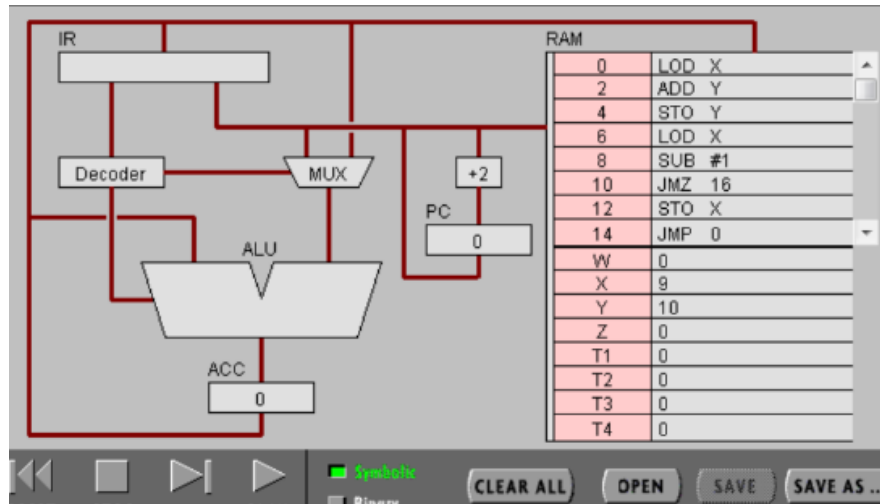 IR
RAM
0 LOD X
2 ADD Y
4 STO Y
6 LOD X
8 SUB #1
10 JMZ 16
12 STO X
14 JMP 0
W 0
X 9
Y 10
Z 0
T1 0
T2 0
T3 0
T4 0
Decoder
MUX
+2
PC
0
ALU
ACC
0
Symbolic
Binary
CLEAR ALL
OPEN
SAVE
SAVE AS ..